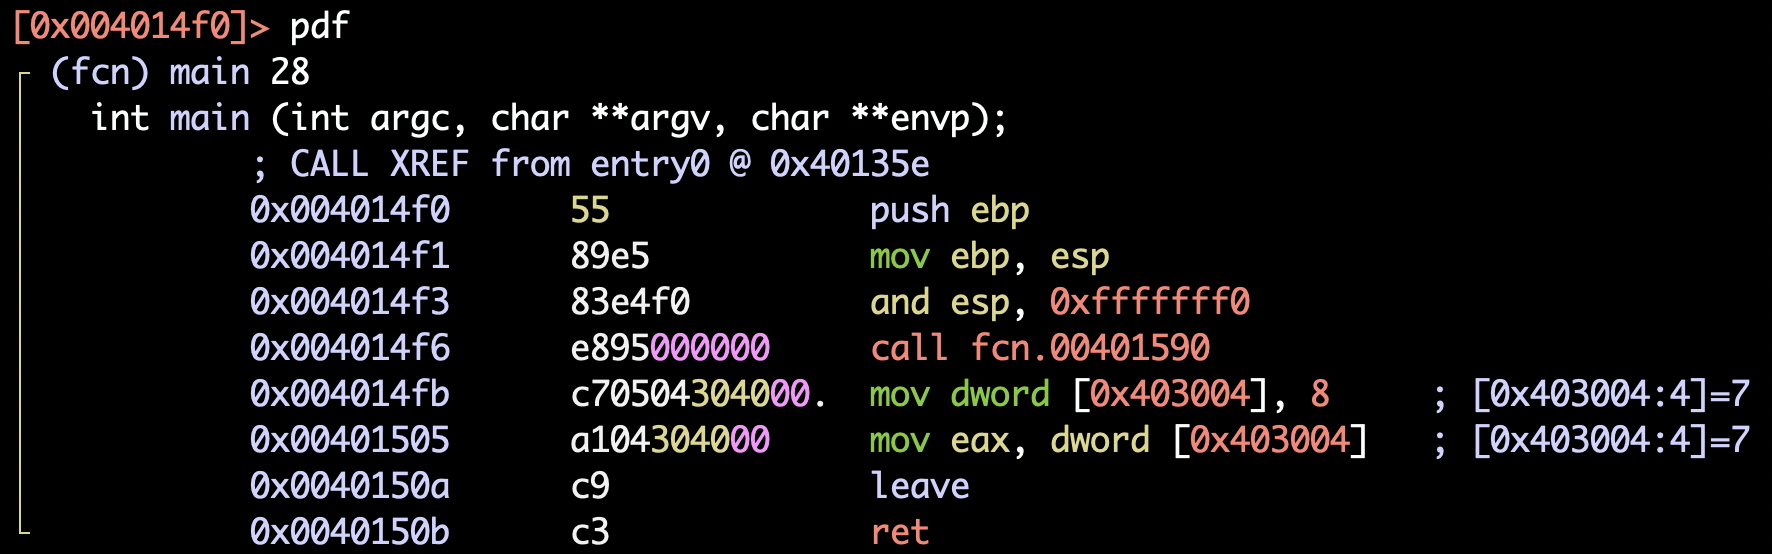 [0x004014f0]> pdf
(fcn) main 28
int main (int argc, char **argv, char **envp);
; CALL XREF from entry0 @ 0x40135e
0x004014f0 55 push ebp
0x004014f1 89e5 mov ebp, esp
0x004014f3 83e4f0 and esp, 0xfffffff0
0x004014f6 e895000000 call fcn.00401590
0x004014fb c70504304000. mov dword [0x403004], 8 ; [0x403004:4]=7
0x00401505 a104304000 mov eax, dword [0x403004] ; [0x403004:4]=7
0x0040150a c9 leave
0x0040150b c3 ret